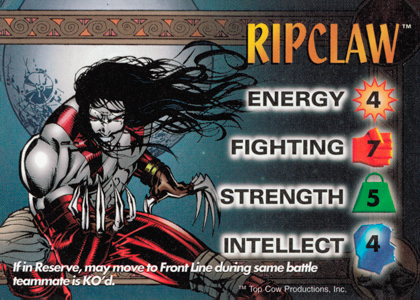 RIPCLAW™
ENERGY 4
FIGHTING 7
STRENGTH 5
INTELLECT 4
If in Reserve, may move to Front Line during same battle
teammate is KO'd.
™ Top Cow Productions, Inc.